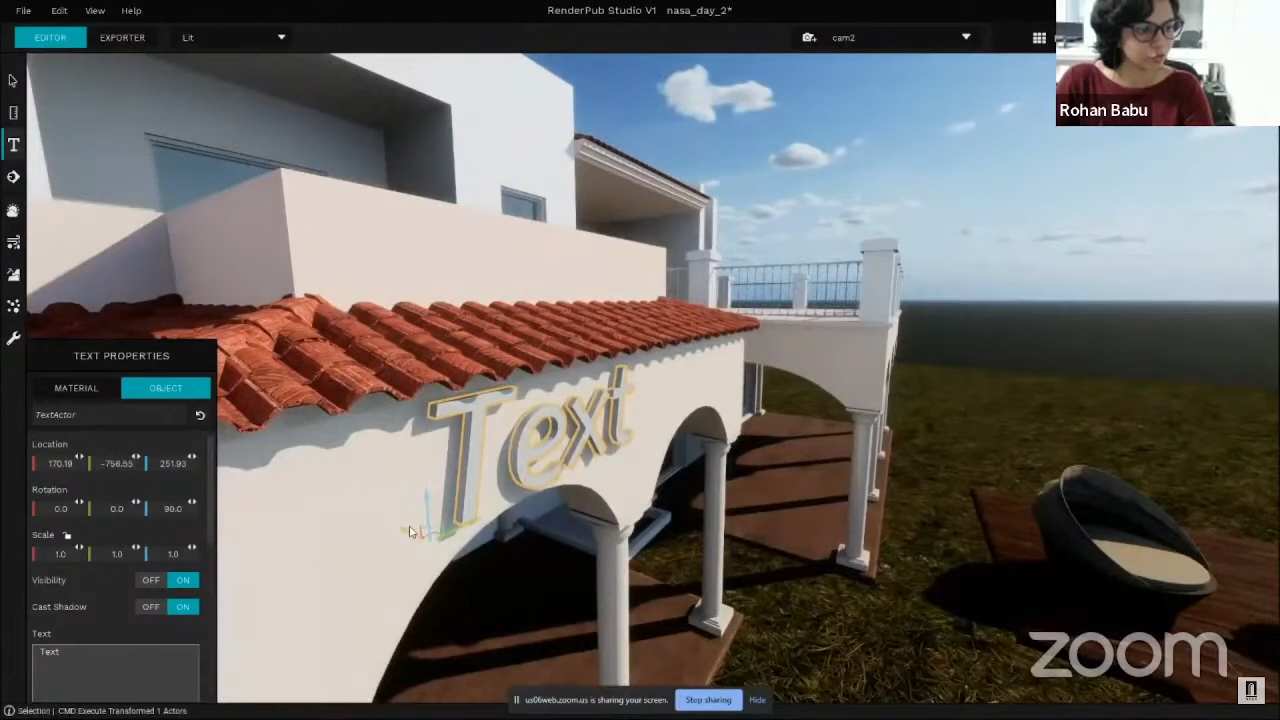 File Edit View Help
RenderPub Studio V1 nasa_day_2*
EDITOR EXPORTER Lit cam2
Rohan Babu
T
TEXT PROPERTIES
MATERIAL OBJECT
TextActor
Location
170.19 -756.55 251.93
Rotation
0.0 0.0 90.0
Scale
1.0 1.0 1.0
Visibility OFF ON
Cast Shadow OFF ON
Text
Text
Text
zoom
us06web.zoom.us is sharing your screen. Stop sharing Hide
Selection | CMD Execute Transformed 1 Actors